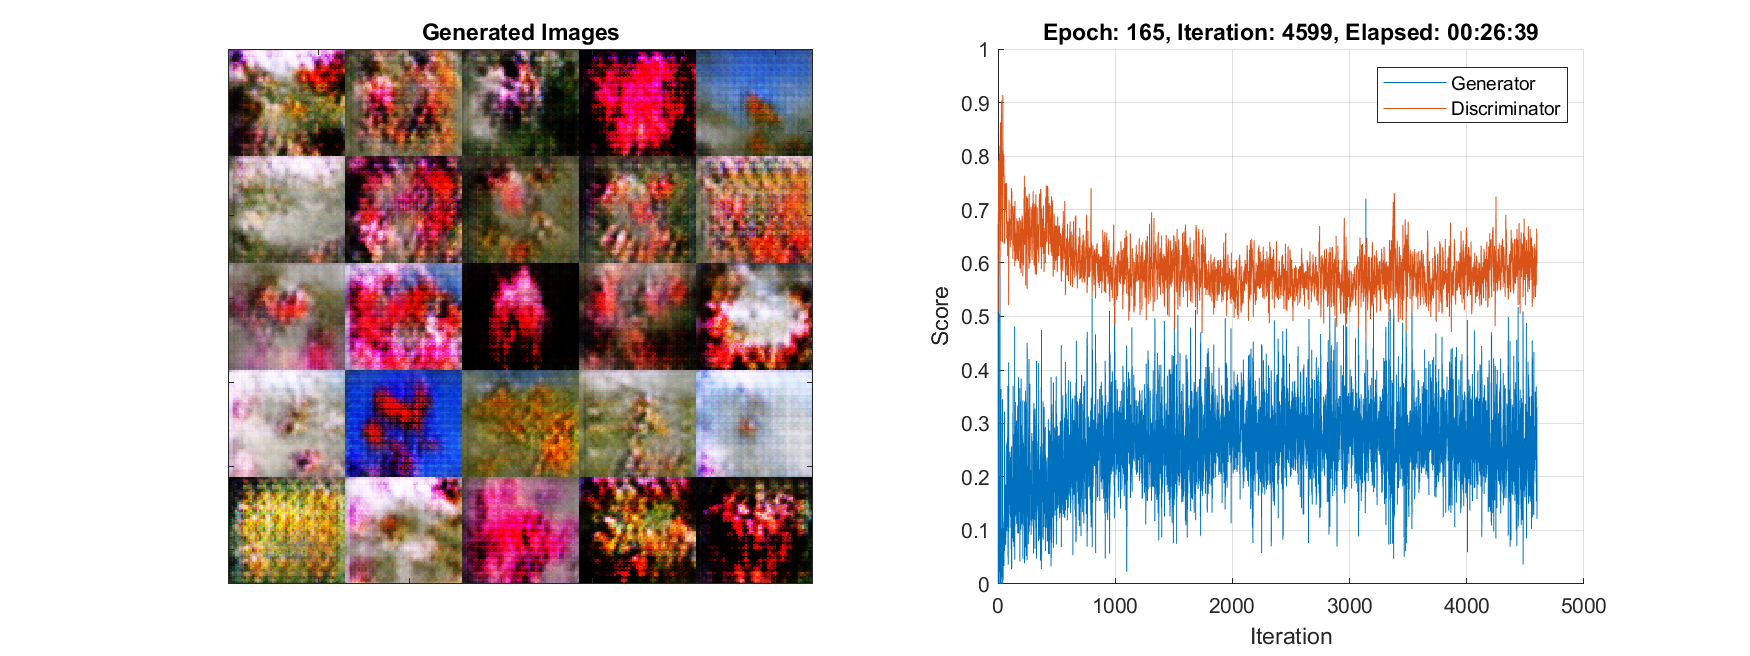 Generated Images
Epoch: 165, Iteration: 4599, Elapsed: 00:26:39
Generator
Discriminator
1
0.9
0.8
0.7
0.6
0.5
0.4
0.3
0.2
0.1
0
Score
0 1000 2000 3000 4000 5000
Iteration